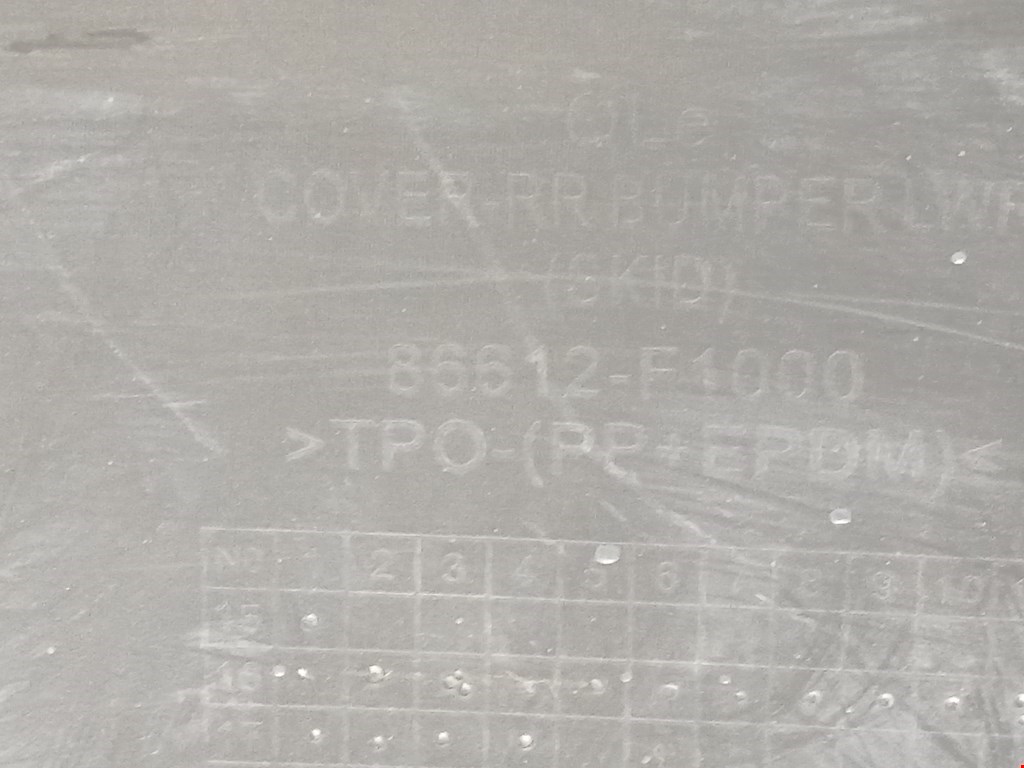 QLe
COVER-RR BUMPER LWR
(SKID)
86612-F1000
>TPO-(PP+EPDM)<
№ 1 2 3 4 5 6 7 8 9 10
15
16
17